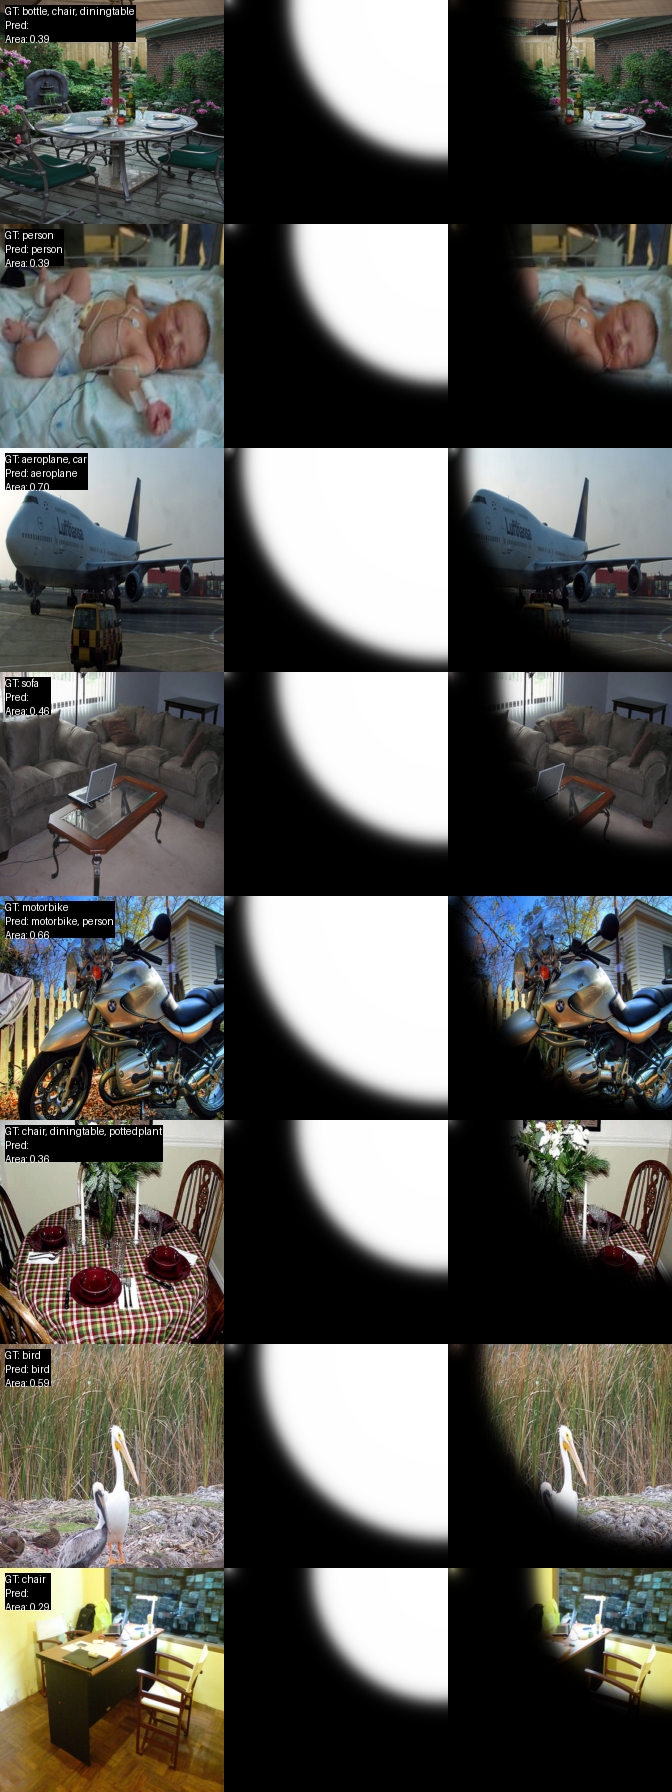 GT: bottle, chair, diningtable
Pred:
Area: 0.39
GT: person
Pred: person
Area: 0.39
GT: aeroplane, car
Pred: aeroplane
Area: 0.70
Lufthansa
GT: sofa
Pred:
Area: 0.46
GT: motorbike
Pred: motorbike, person
Area: 0.66
GT: chair, diningtable, pottedplant
Pred:
Area: 0.36
GT: bird
Pred: bird
Area: 0.59
GT: chair
Pred:
Area: 0.29